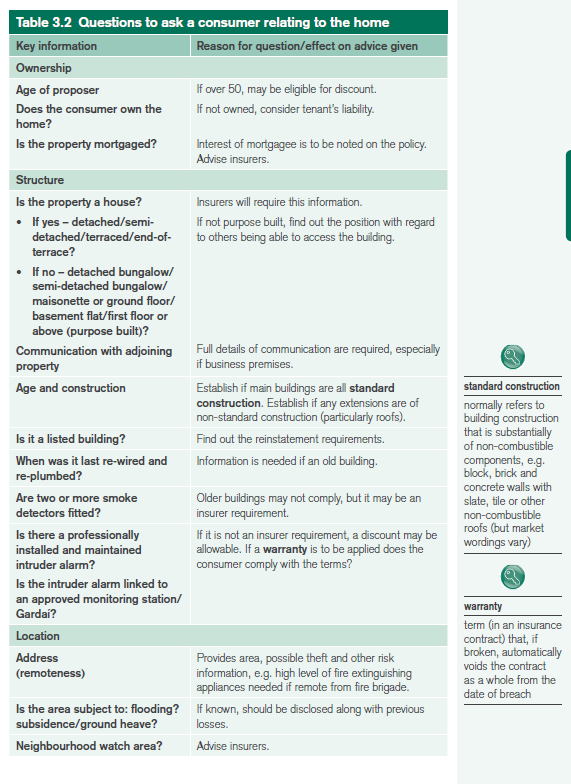 Table 3.2 Questions to ask a consumer relating to the home
Key information
Reason for question/effect on advice given
Ownership
Age of proposer
If over 50, may be eligible for discount.
Does the consumer own the
home?
If not owned, consider tenant's liability.
Is the property mortgaged?
Interest of mortgagee is to be noted on the policy.
Advise insurers.
Structure
Is the property a house?
Insurers will require this information.
• If yes – detached/semi-
detached/terraced/end-of-
terrace?
If not purpose built, find out the position with regard
to others being able to access the building.
• If no – detached bungalow/
semi-detached bungalow/
maisonette or ground floor/
basement flat/first floor or
above (purpose built)?
Communication with adjoining
property
Full details of communication are required, especially
if business premises.
Age and construction
Establish if main buildings are all standard
construction. Establish if any extensions are of
non-standard construction (particularly roofs).
Is it a listed building?
Find out the reinstatement requirements.
When was it last re-wired and
re-plumbed?
Information is needed if an old building.
Are two or more smoke
detectors fitted?
Older buildings may not comply, but it may be an
insurer requirement.
Is there a professionally
installed and maintained
intruder alarm?
If it is not an insurer requirement, a discount may be
allowable. If a warranty is to be applied does the
consumer comply with the terms?
Is the intruder alarm linked to
an approved monitoring station/
Gardaí?
Location
Address
(remoteness)
Provides area, possible theft and other risk
information, e.g. high level of fire extinguishing
appliances needed if remote from fire brigade.
Is the area subject to: flooding?
subsidence/ground heave?
If known, should be disclosed along with previous
losses.
Neighbourhood watch area?
Advise insurers.
standard construction
normally refers to
building construction
that is substantially
of non-combustible
components, e.g.
block, brick and
concrete walls with
slate, tile or other
non-combustible
roofs (but market
wordings vary)
warranty
term (in an insurance
contract) that, if
broken, automatically
voids the contract
as a whole from the
date of breach